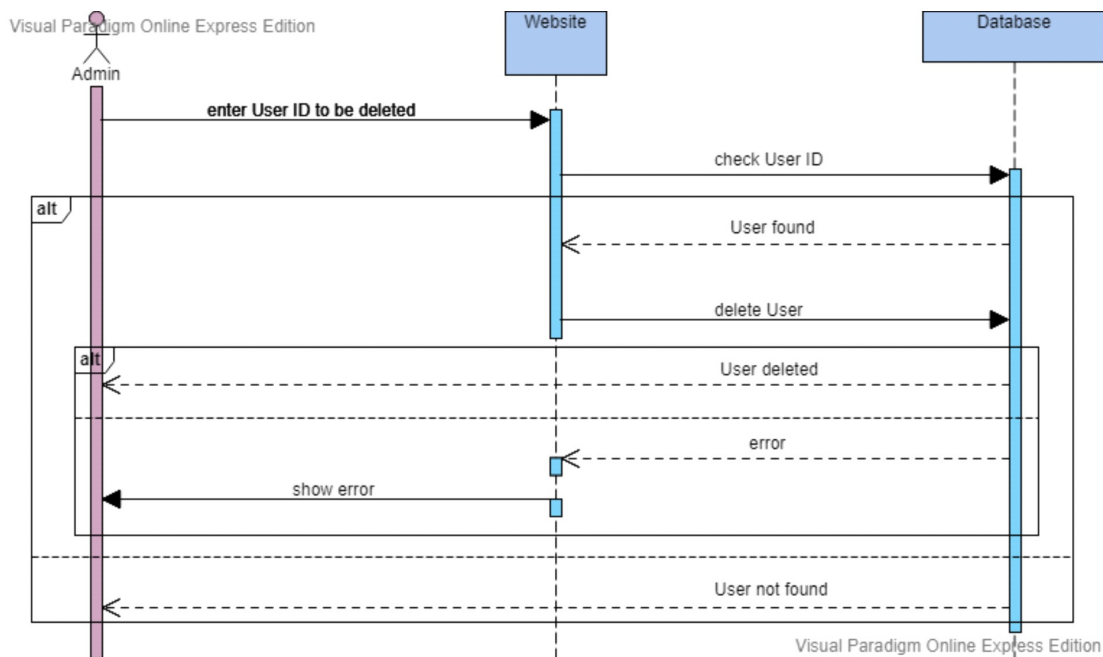 Visual Paradigm Online Express Edition
Website
Database
Admin
enter User ID to be deleted
check User ID
alt
User found
delete User
alt
User deleted
error
show error
User not found
Visual Paradigm Online Express Edition